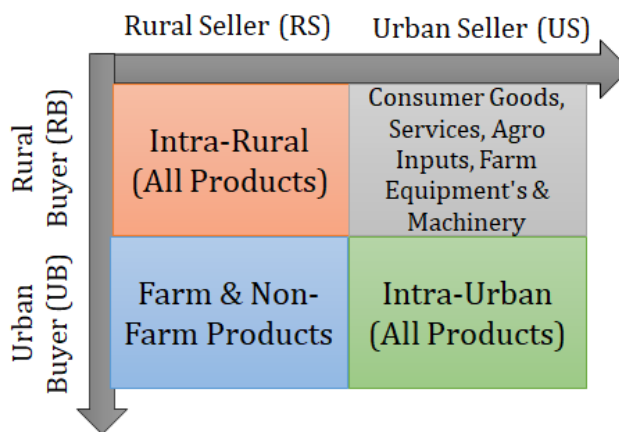 Rural Seller (RS)
Urban Seller (US)
Rural
Buyer (RB)
Intra-Rural
(All Products)
Consumer Goods,
Services, Agro
Inputs, Farm
Equipment's &
Machinery
Urban
Buyer (UB)
Farm & Non-
Farm Products
Intra-Urban
(All Products)